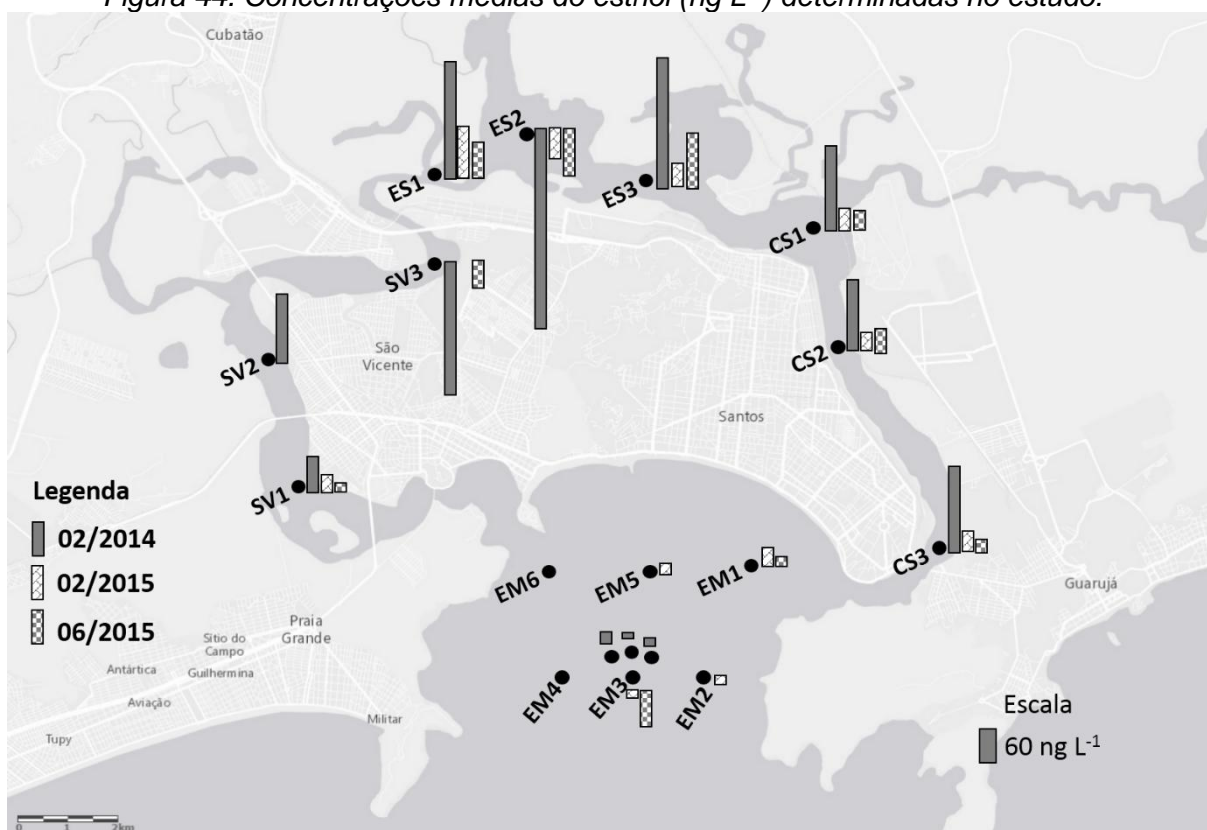 Figura 44. Concentrações médias do estriol (ng L⁻¹) determinadas no estudo.
Cubatão
ES1
ES2
ES3
CS1
SV3
SV2
São
Vicente
CS2
Santos
SV1
Legenda
02/2014
02/2015
06/2015
CS3
Guarujá
EM6
EM5
EM1
Praia
Grande
Sítio do
Campo
Antártica
Guilhermina
Aviação
Militar
Tupy
EM4
EM3
EM2
Escala
60 ng L⁻¹
0 1 2km